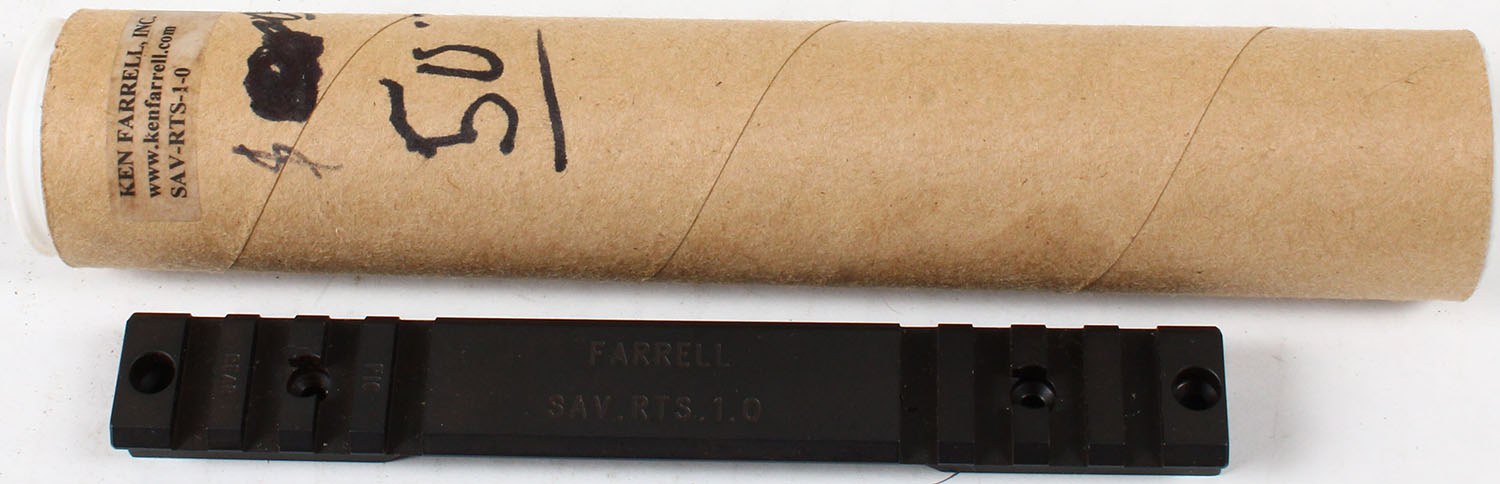 KEN FARRELL, INC.
www.kenfarrell.com
SAV-RTS-1-0
50
FARRELL
SAV.RTS.1.0